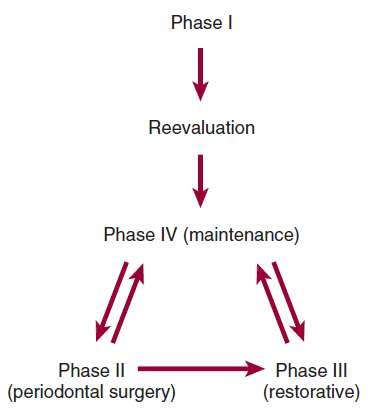 Phase I
Reevaluation
Phase IV (maintenance)
Phase II
(periodontal surgery)
Phase III
(restorative)